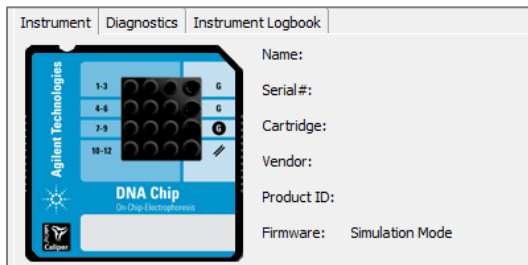 Instrument Diagnostics Instrument Logbook
Agilent Technologies
1-3 G
4-6 G
7-9 G
10-12
DNA Chip
On-Chip-Electrophoresis
Caliper
Name:
Serial#:
Cartridge:
Vendor:
Product ID:
Firmware: Simulation Mode